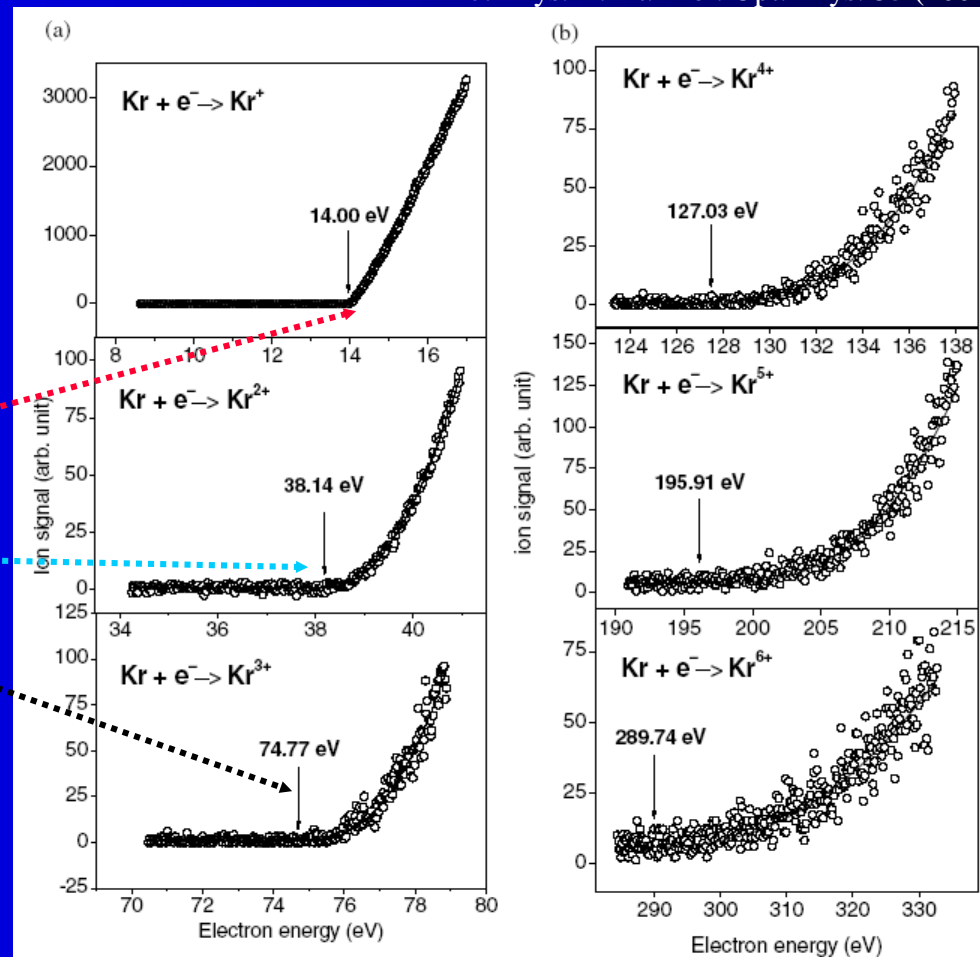 (a)
Kr + e⁻–> Kr⁺
14.00 eV
3000
2000
1000
0
8 10 12 14 16
Kr + e⁻–> Kr²⁺
38.14 eV
100
75
50
25
0
34 36 38 40
ion signal (arb. unit)
Kr + e⁻–> Kr³⁺
74.77 eV
125
100
75
50
25
0
-25
70 72 74 76 78 80
Electron energy (eV)
(b)
Kr + e⁻–> Kr⁴⁺
127.03 eV
100
75
50
25
0
124 126 128 130 132 134 136 138
Kr + e⁻–> Kr⁵⁺
195.91 eV
150
125
100
75
50
25
0
190 195 200 205 210 215
ion signal (arb. unit)
Kr + e⁻–> Kr⁶⁺
289.74 eV
75
50
25
0
290 300 310 320 330
Electron energy (eV)